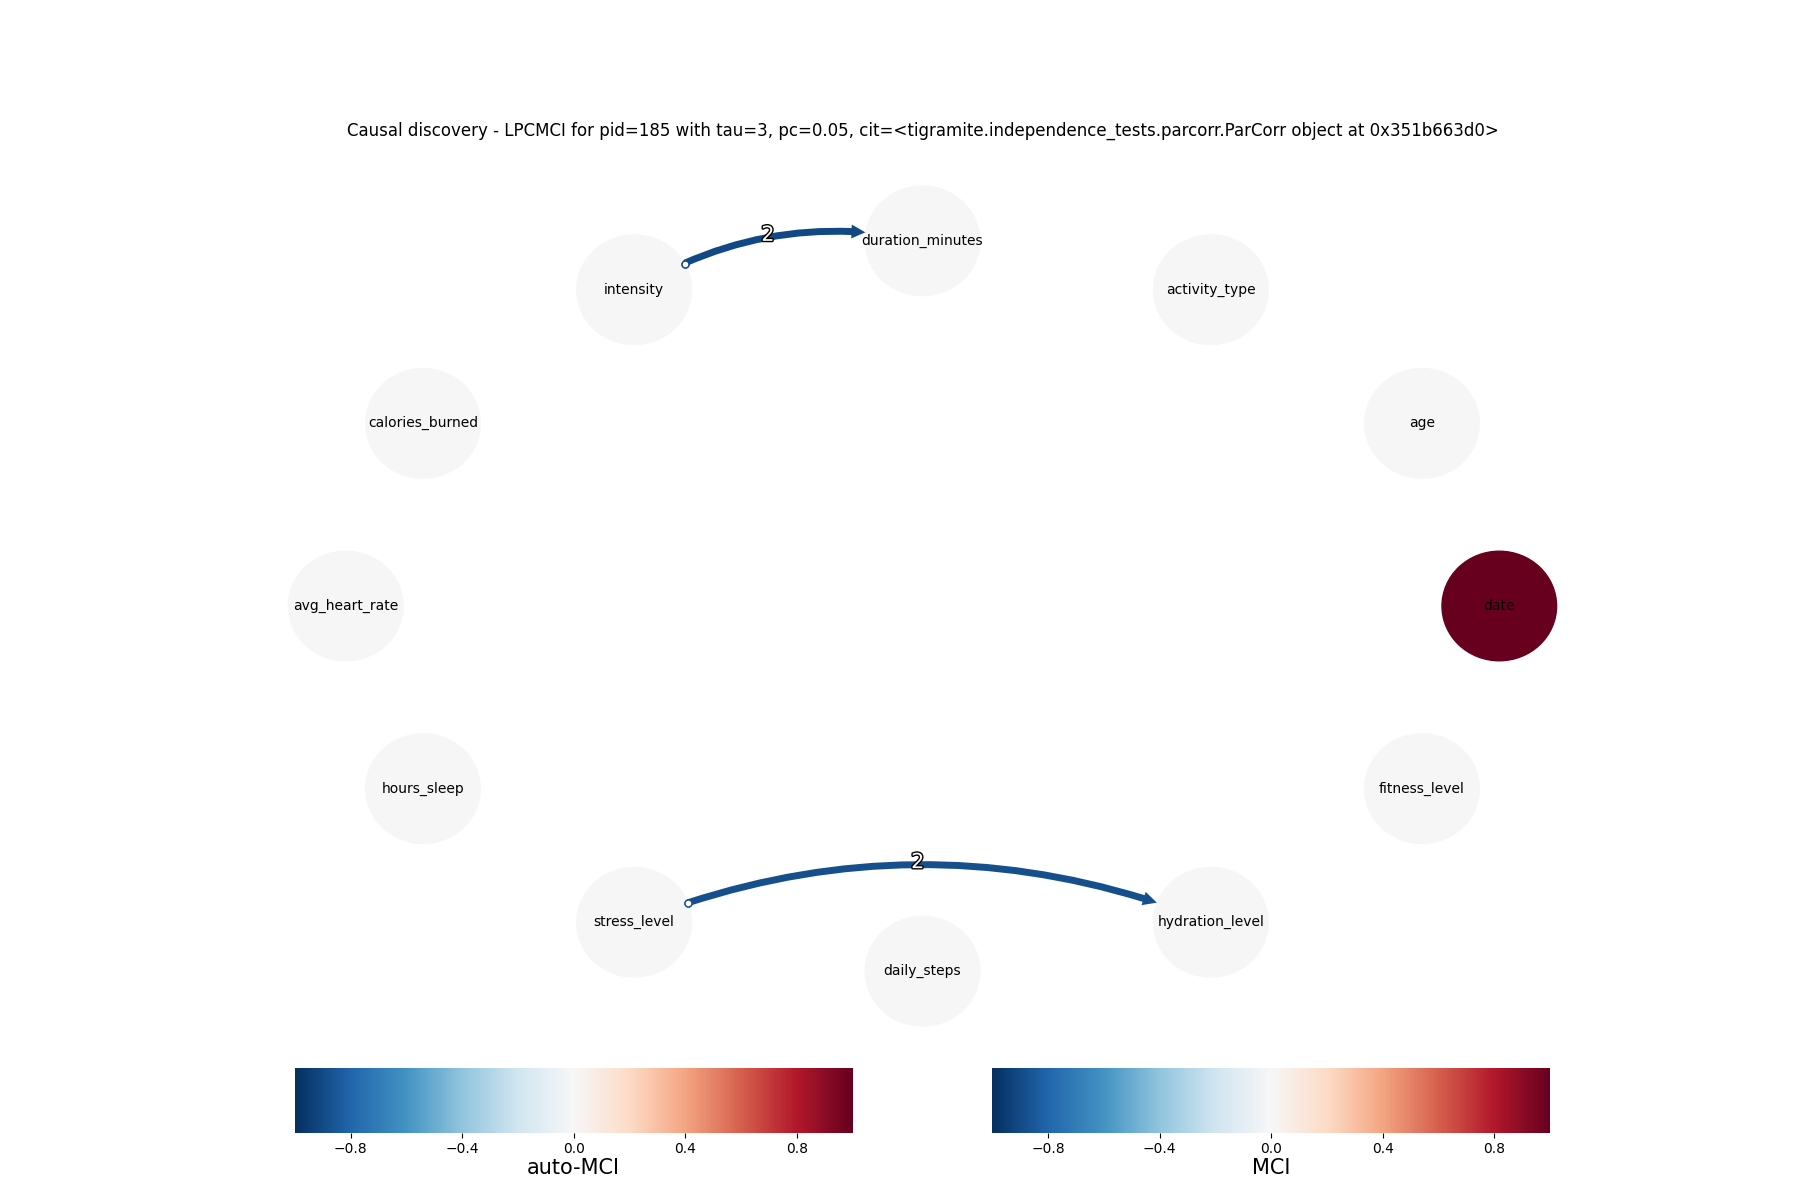 Causal discovery - LPCMCI for pid=185 with tau=3, pc=0.05, cit=<tigramite.independence_tests.parcorr.ParCorr object at 0x351b663d0>
2
duration_minutes
intensity
activity_type
calories_burned
age
avg_heart_rate
date
hours_sleep
fitness_level
2
stress_level
hydration_level
daily_steps
−0.8 −0.4 0.0 0.4 0.8
auto-MCI
−0.8 −0.4 0.0 0.4 0.8
MCI